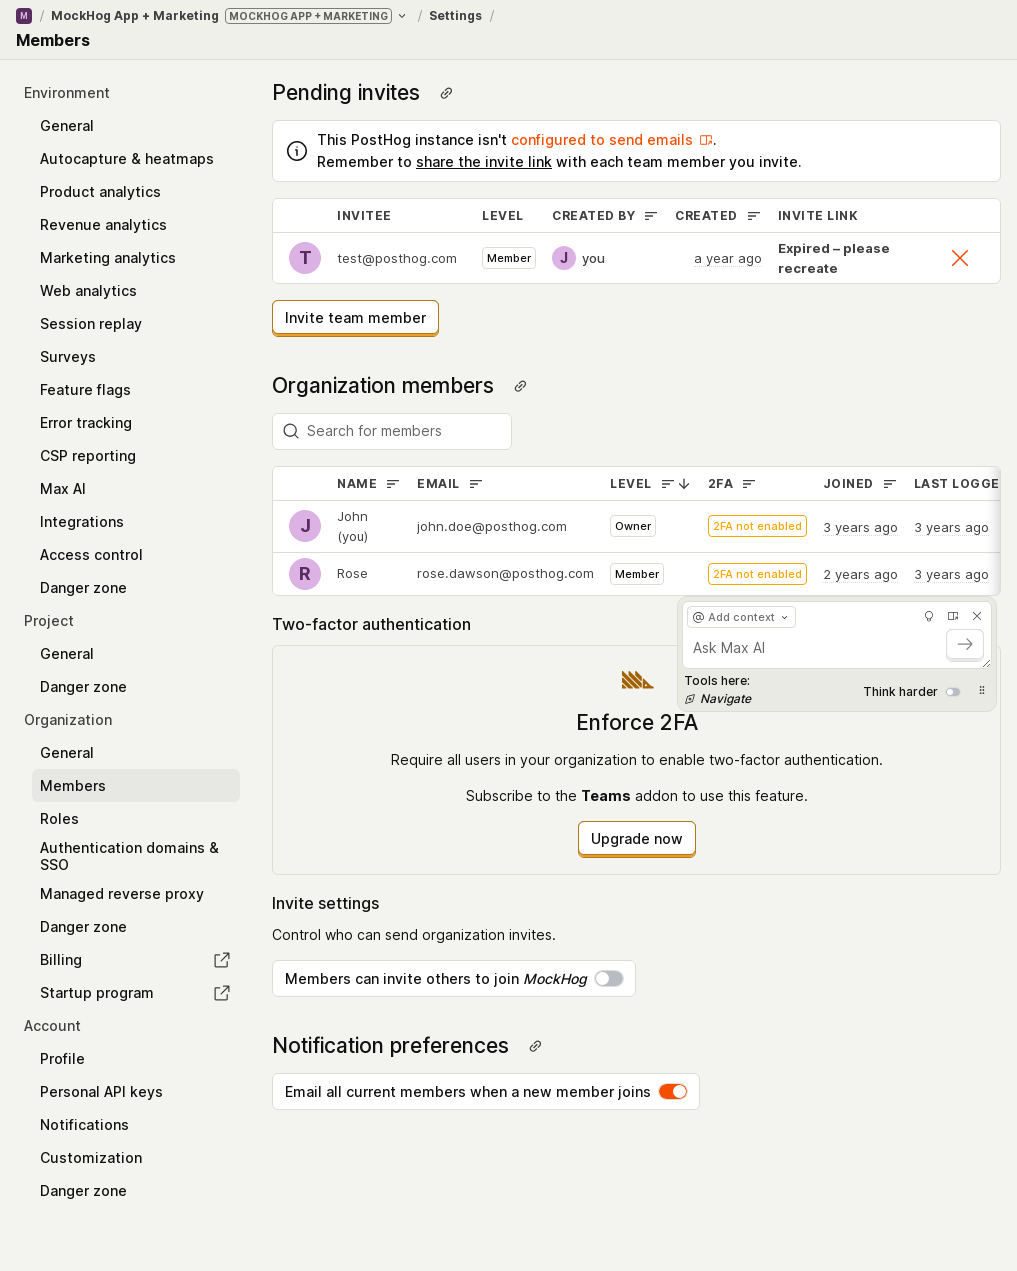 M / MockHog App + Marketing MOCKHOG APP + MARKETING / Settings /
Members
Environment
General
Autocapture & heatmaps
Product analytics
Revenue analytics
Marketing analytics
Web analytics
Session replay
Surveys
Feature flags
Error tracking
CSP reporting
Max AI
Integrations
Access control
Danger zone
Project
General
Danger zone
Organization
General
Members
Roles
Authentication domains &
SSO
Managed reverse proxy
Danger zone
Billing
Startup program
Account
Profile
Personal API keys
Notifications
Customization
Danger zone
Pending invites
This PostHog instance isn't configured to send emails.
Remember to share the invite link with each team member you invite.
INVITEE LEVEL CREATED BY CREATED INVITE LINK
T test@posthog.com Member J you a year ago Expired – please
recreate
Invite team member
Organization members
Search for members
NAME EMAIL LEVEL 2FA JOINED LAST LOGGE
J John
(you) john.doe@posthog.com Owner 2FA not enabled 3 years ago 3 years ago
R Rose rose.dawson@posthog.com Member 2FA not enabled 2 years ago 3 years ago
Two-factor authentication
@ Add context
Ask Max AI
Tools here:
Navigate
Think harder
Enforce 2FA
Require all users in your organization to enable two-factor authentication.
Subscribe to the Teams addon to use this feature.
Upgrade now
Invite settings
Control who can send organization invites.
Members can invite others to join MockHog
Notification preferences
Email all current members when a new member joins